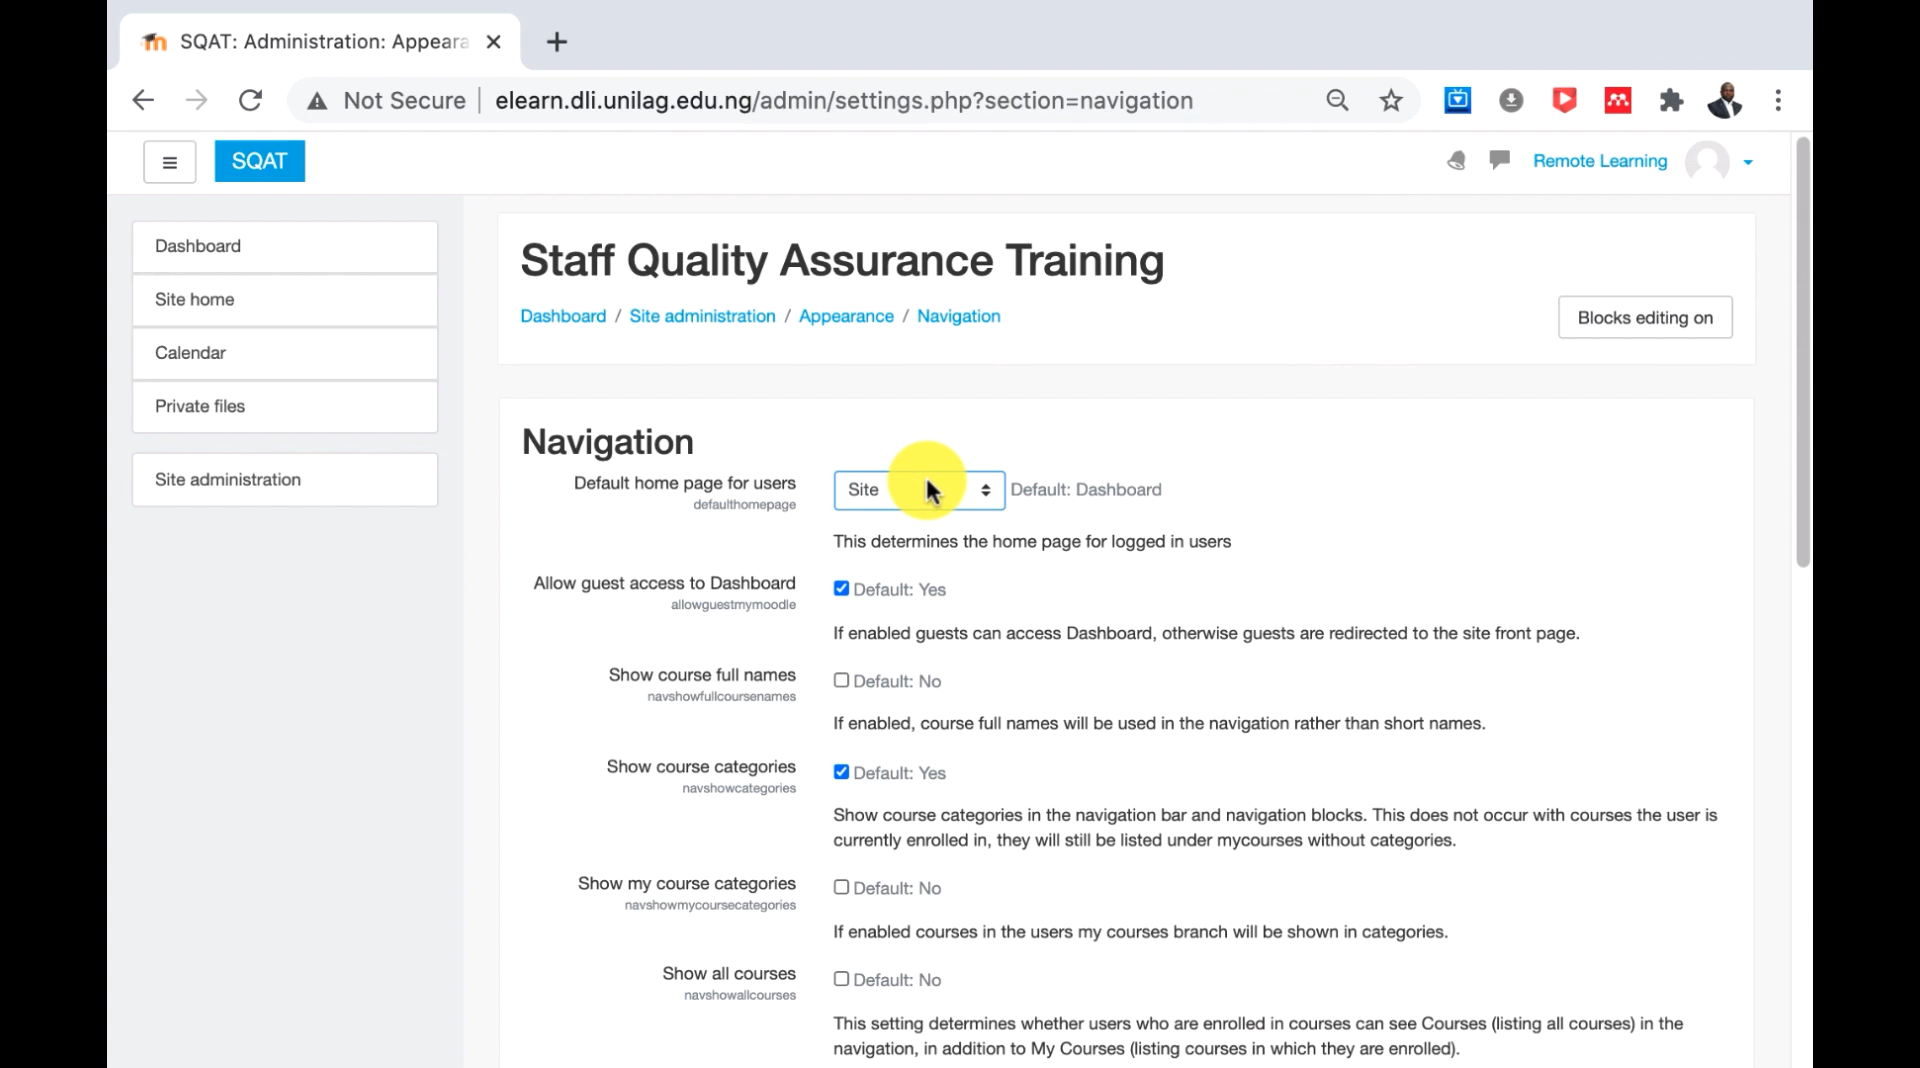 SQAT: Administration: Appeara
Not Secure elearn.dli.unilag.edu.ng/admin/settings.php?section=navigation
SQAT
Remote Learning
Dashboard
Site home
Calendar
Private files
Site administration
Staff Quality Assurance Training
Dashboard / Site administration / Appearance / Navigation
Blocks editing on
Navigation
Default home page for users
defaulthomepage
Site Default: Dashboard
This determines the home page for logged in users
Allow guest access to Dashboard
allowguestmymoodle
Default: Yes
If enabled guests can access Dashboard, otherwise guests are redirected to the site front page.
Show course full names
navshowfullcoursenames
Default: No
If enabled, course full names will be used in the navigation rather than short names.
Show course categories
navshowcategories
Default: Yes
Show course categories in the navigation bar and navigation blocks. This does not occur with courses the user is
currently enrolled in, they will still be listed under mycourses without categories.
Show my course categories
navshowmycoursecategories
Default: No
If enabled courses in the users my courses branch will be shown in categories.
Show all courses
navshowallcourses
Default: No
This setting determines whether users who are enrolled in courses can see Courses (listing all courses) in the
navigation, in addition to My Courses (listing courses in which they are enrolled).